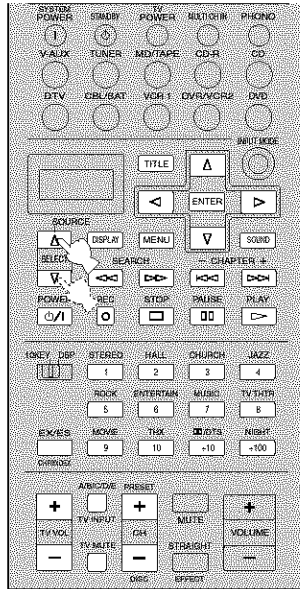 SYSTEM POWER STANDBY TV POWER MULTI CH IN PHONO
V-AUX TUNER MD/TAPE CD-R CD
DTV CBL/SAT VCR 1 DVR/VCR2 DVD
INPUT MODE
TITLE
ENTER
SOURCE
DISPLAY MENU SOUND
SELECT SEARCH – CHAPTER +
POWER REC STOP PAUSE PLAY
10KEY DSP STEREO HALL CHURCH JAZZ
1 2 3 4
ROCK ENTERTAIN MUSIC TV THTR
5 6 7 8
EX/ES MOVIE THX DD/DTS NIGHT
9 10 +10 +100
CHP/INDEX
A/B/C/D/E PRESET
+ + +
TV INPUT MUTE
TV VOL CH VOLUME
TV MUTE STRAIGHT
– – –
DISC EFFECT